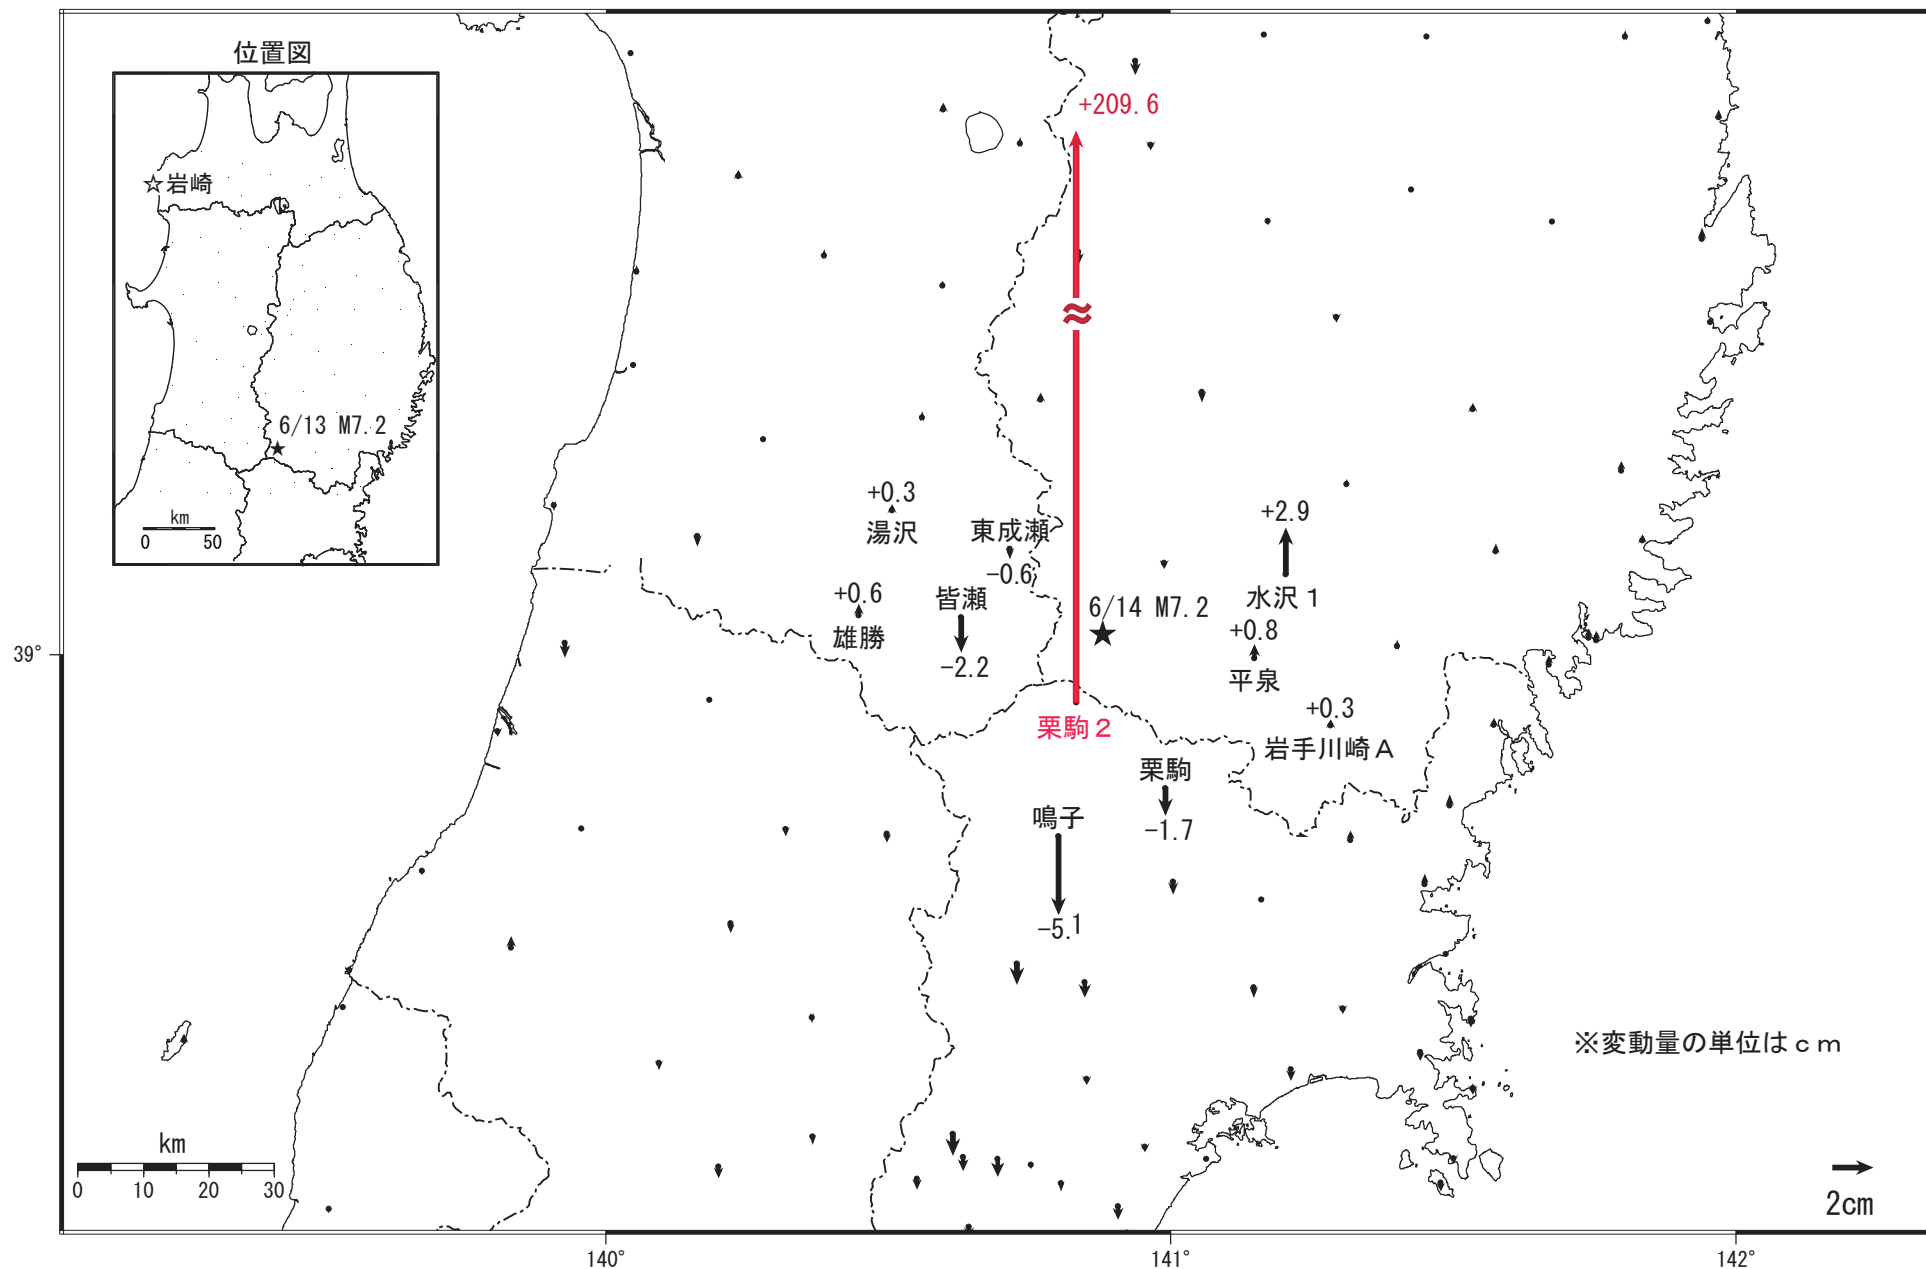 位置図
☆岩崎
6/13 M7.2
km
0 50
+209.6
+0.3
湯沢
東成瀬
-0.6
+0.6
雄勝
皆瀬
-2.2
6/14 M7.2
+2.9
水沢1
+0.8
平泉
+0.3
岩手川崎A
栗駒2
栗駒
-1.7
鳴子
-5.1
※変動量の単位はcm
km
0 10 20 30
2cm
39°
140° 141° 142°